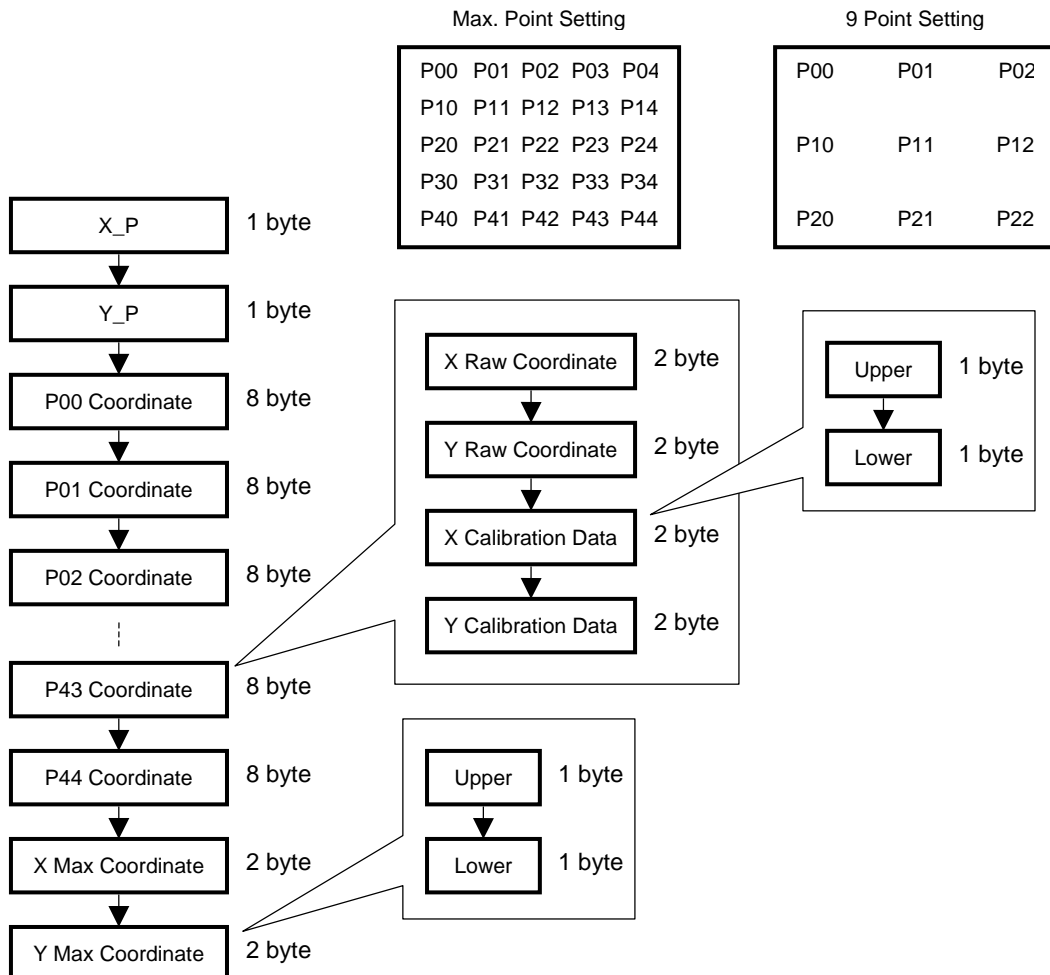 Max. Point Setting
P00 P01 P02 P03 P04
P10 P11 P12 P13 P14
P20 P21 P22 P23 P24
P30 P31 P32 P33 P34
P40 P41 P42 P43 P44
9 Point Setting
P00 P01 P02
P10 P11 P12
P20 P21 P22
X_P 1 byte
Y_P 1 byte
P00 Coordinate 8 byte
P01 Coordinate 8 byte
P02 Coordinate 8 byte
P43 Coordinate 8 byte
P44 Coordinate 8 byte
X Max Coordinate 2 byte
Y Max Coordinate 2 byte
X Raw Coordinate 2 byte
Y Raw Coordinate 2 byte
X Calibration Data 2 byte
Y Calibration Data 2 byte
Upper 1 byte
Lower 1 byte
Upper 1 byte
Lower 1 byte